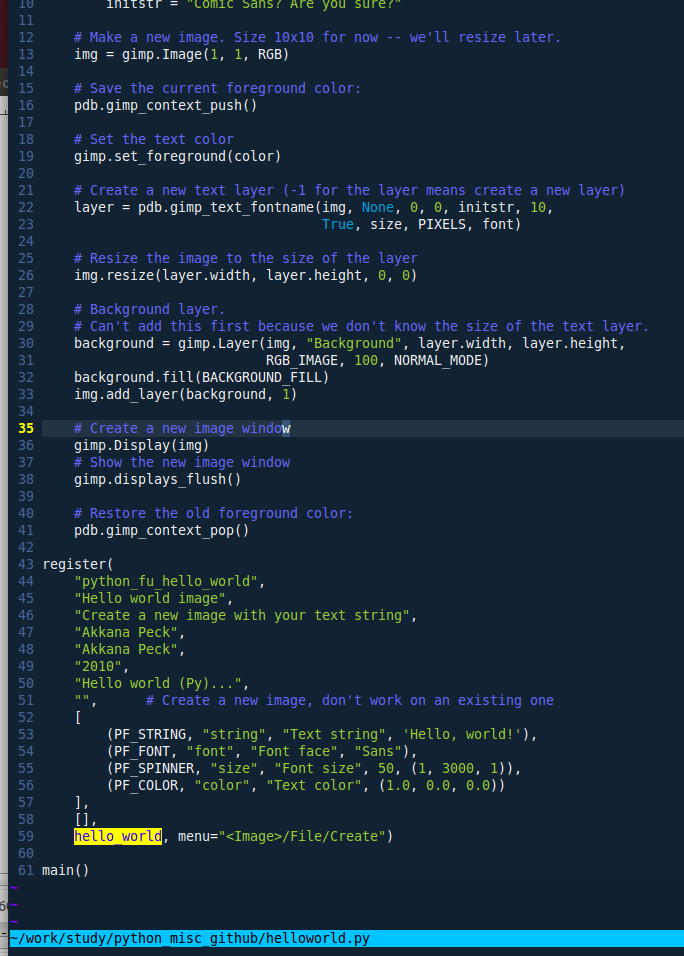 10         initstr = "Comic Sans? Are you sure?"
11
12     # Make a new image. Size 10x10 for now -- we'll resize later.
13     img = gimp.Image(1, 1, RGB)
14
15     # Save the current foreground color:
16     pdb.gimp_context_push()
17
18     # Set the text color
19     gimp.set_foreground(color)
20
21     # Create a new text layer (-1 for the layer means create a new layer)
22     layer = pdb.gimp_text_fontname(img, None, 0, 0, initstr, 10,
23                                    True, size, PIXELS, font)
24
25     # Resize the image to the size of the layer
26     img.resize(layer.width, layer.height, 0, 0)
27
28     # Background layer.
29     # Can't add this first because we don't know the size of the text layer.
30     background = gimp.Layer(img, "Background", layer.width, layer.height,
31                             RGB_IMAGE, 100, NORMAL_MODE)
32     background.fill(BACKGROUND_FILL)
33     img.add_layer(background, 1)
34
35     # Create a new image window
36     gimp.Display(img)
37     # Show the new image window
38     gimp.displays_flush()
39
40     # Restore the old foreground color:
41     pdb.gimp_context_pop()
42
43 register(
44     "python_fu_hello_world",
45     "Hello world image",
46     "Create a new image with your text string",
47     "Akkana Peck",
48     "Akkana Peck",
49     "2010",
50     "Hello world (Py)...",
51     "",      # Create a new image, don't work on an existing one
52     [
53         (PF_STRING, "string", "Text string", 'Hello, world!'),
54         (PF_FONT, "font", "Font face", "Sans"),
55         (PF_SPINNER, "size", "Font size", 50, (1, 3000, 1)),
56         (PF_COLOR, "color", "Text color", (1.0, 0.0, 0.0))
57     ],
58     [],
59     hello_world, menu="<Image>/File/Create")
60
61 main()
~
~
~
~/work/study/python_misc_github/helloworld.py